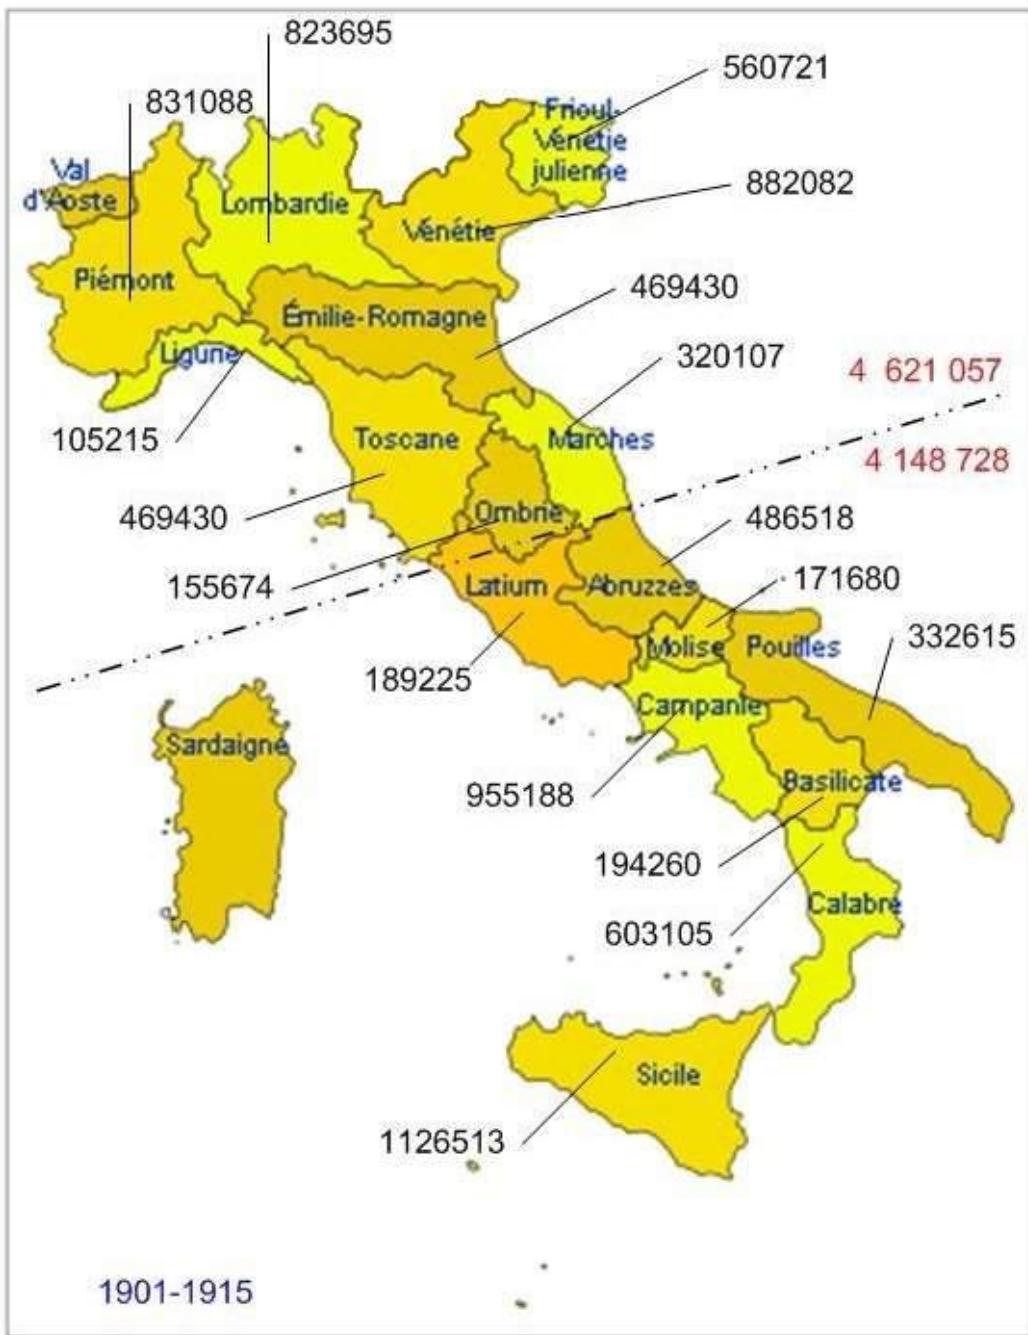 823695
560721
831088
Frioul-
Vénétie
julienne
Val
d'Aoste
Lombardie
882082
Vénétie
Piémont
469430
Émilie-Romagne
320107
Ligurie
4 621 057
105215
Toscane
Marches
4 148 728
469430
Ombrie
486518
155674
Latium
Abruzzes
171680
189225
Molise
Pouilles
332615
Campanie
Sardaigne
955188
Basilicate
194260
603105
Calabre
Sicile
1126513
1901-1915